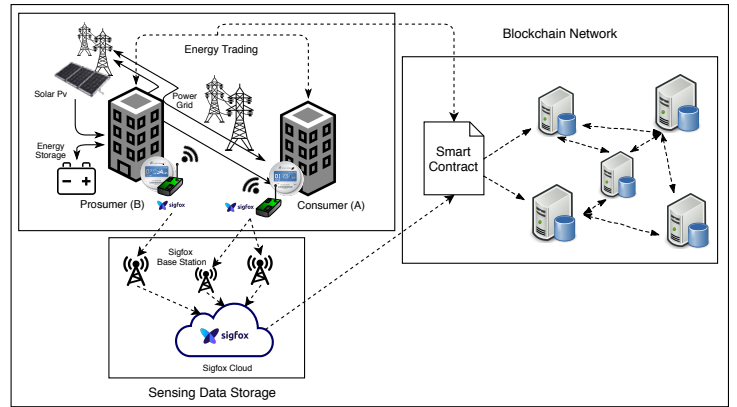 Energy Trading
Blockchain Network
Solar Pv
Power
Grid
Energy
Storage
Smart
Contract
Prosumer (B)
sigfox
sigfox
Consumer (A)
Sigfox
Base Station
sigfox
Sigfox Cloud
Sensing Data Storage